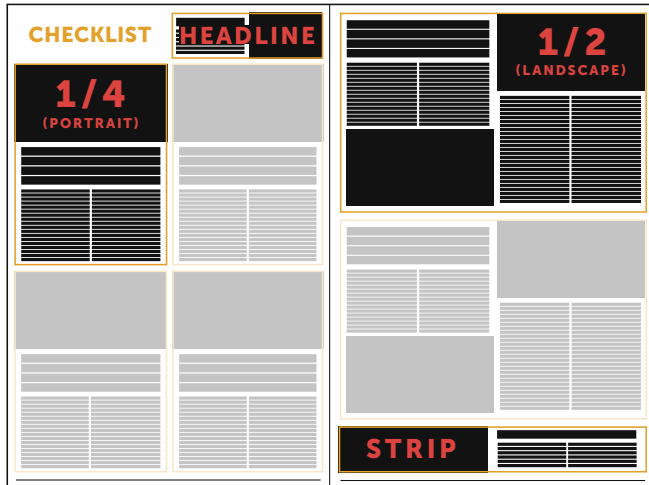 CHECKLIST
HEADLINE
1/4
(PORTRAIT)
1/2
(LANDSCAPE)
STRIP